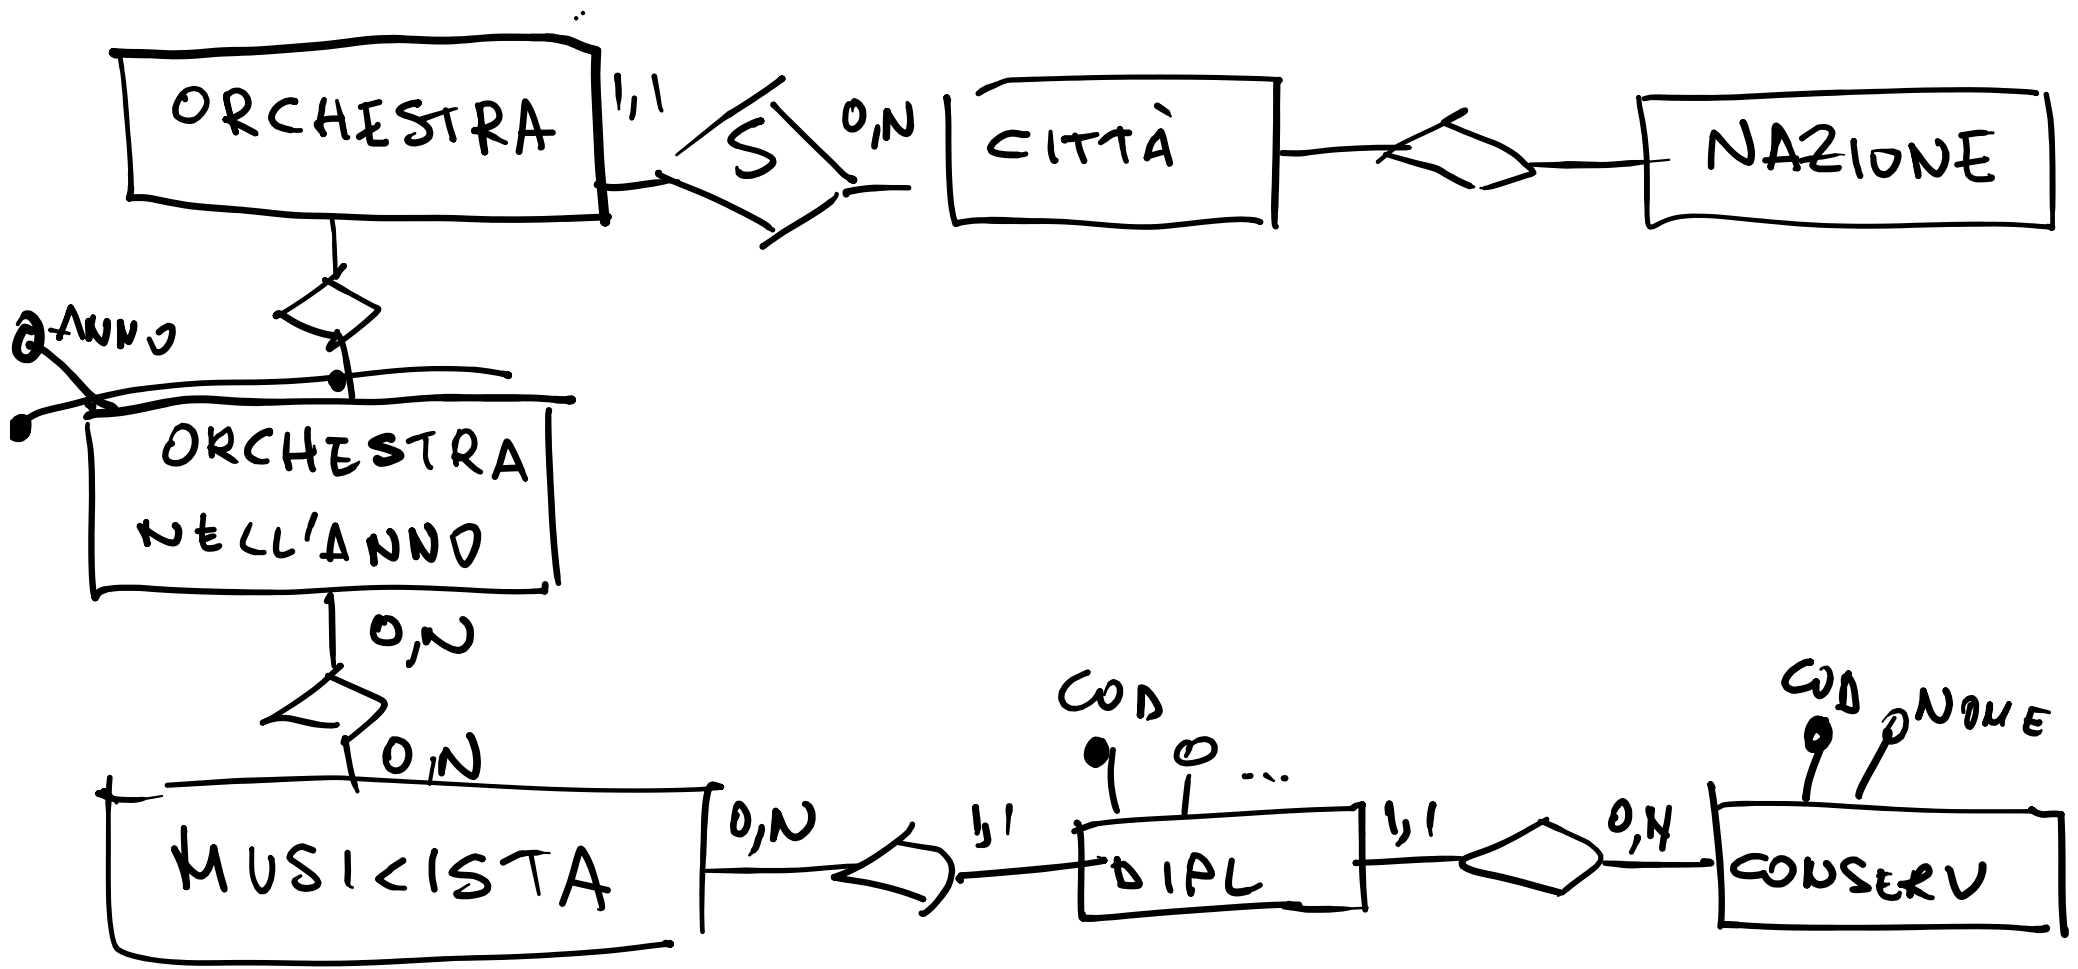 ORCHESTRA
1,1
S
0,N
CITTÀ
NAZIONE
ANNO
ORCHESTRA
NELL'ANNO
0,N
0,N
MUSICISTA
0,N
1,1
COD
...
DIPL
1,1
0,N
COD
NOME
CONSERV